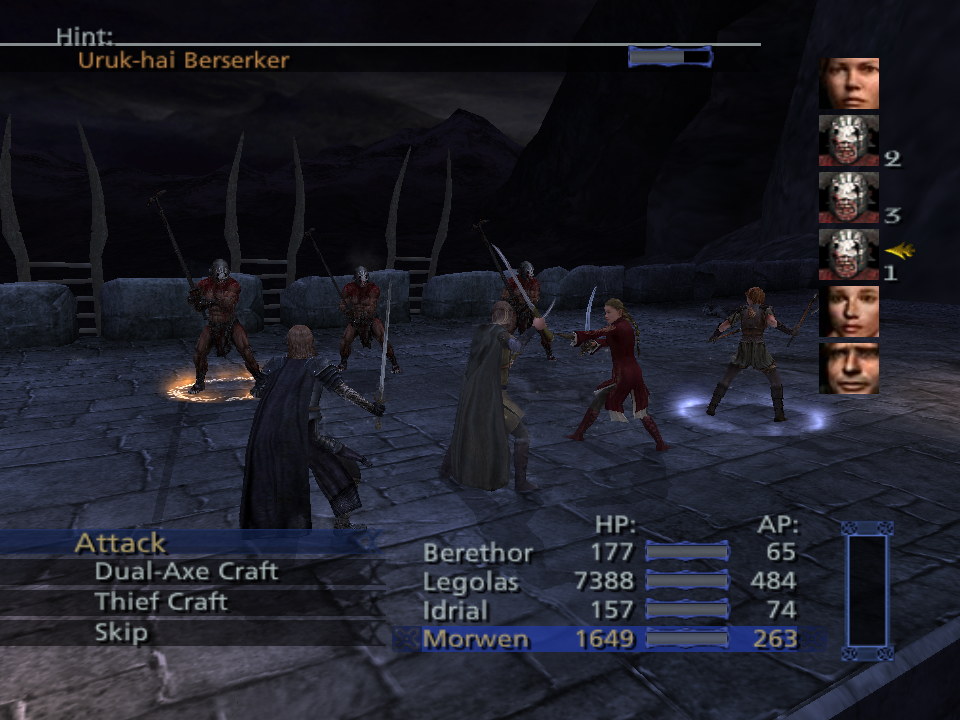 Hint:
Uruk-hai Berserker
2
3
1
HP: AP:
Attack
Dual-Axe Craft
Thief Craft
Skip
Berethor 177 65
Legolas 7388 484
Idrial 157 74
Morwen 1649 263